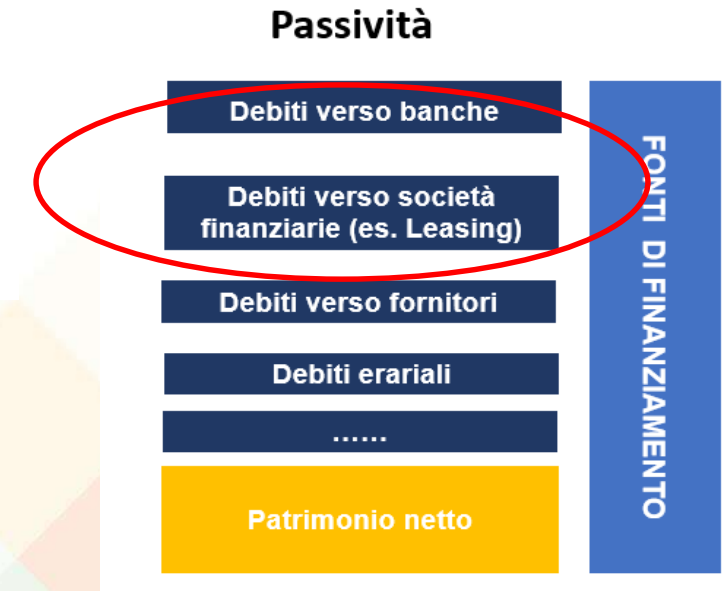 Passività
Debiti verso banche
Debiti verso società
finanziarie (es. Leasing)
Debiti verso fornitori
Debiti erariali
......
Patrimonio netto
FONTI DI FINANZIAMENTO